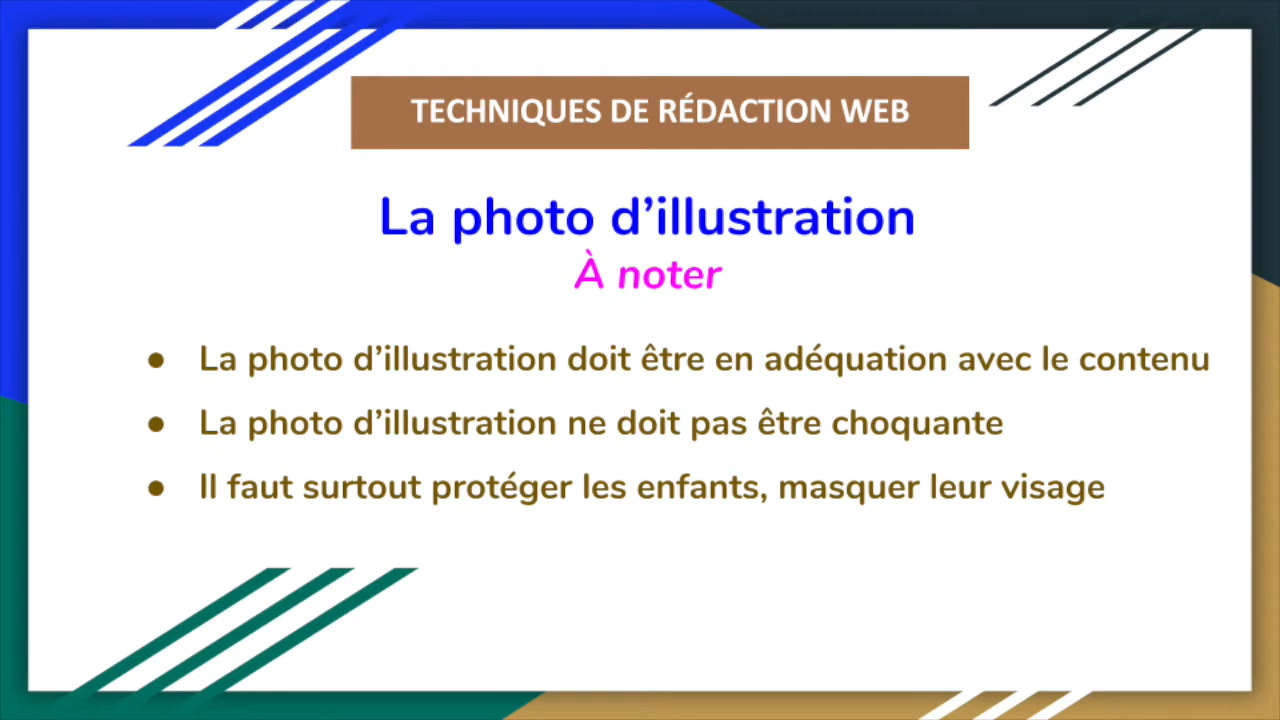 TECHNIQUES DE RÉDACTION WEB
La photo d’illustration
À noter
● La photo d’illustration doit être en adéquation avec le contenu
● La photo d’illustration ne doit pas être choquante
● Il faut surtout protéger les enfants, masquer leur visage